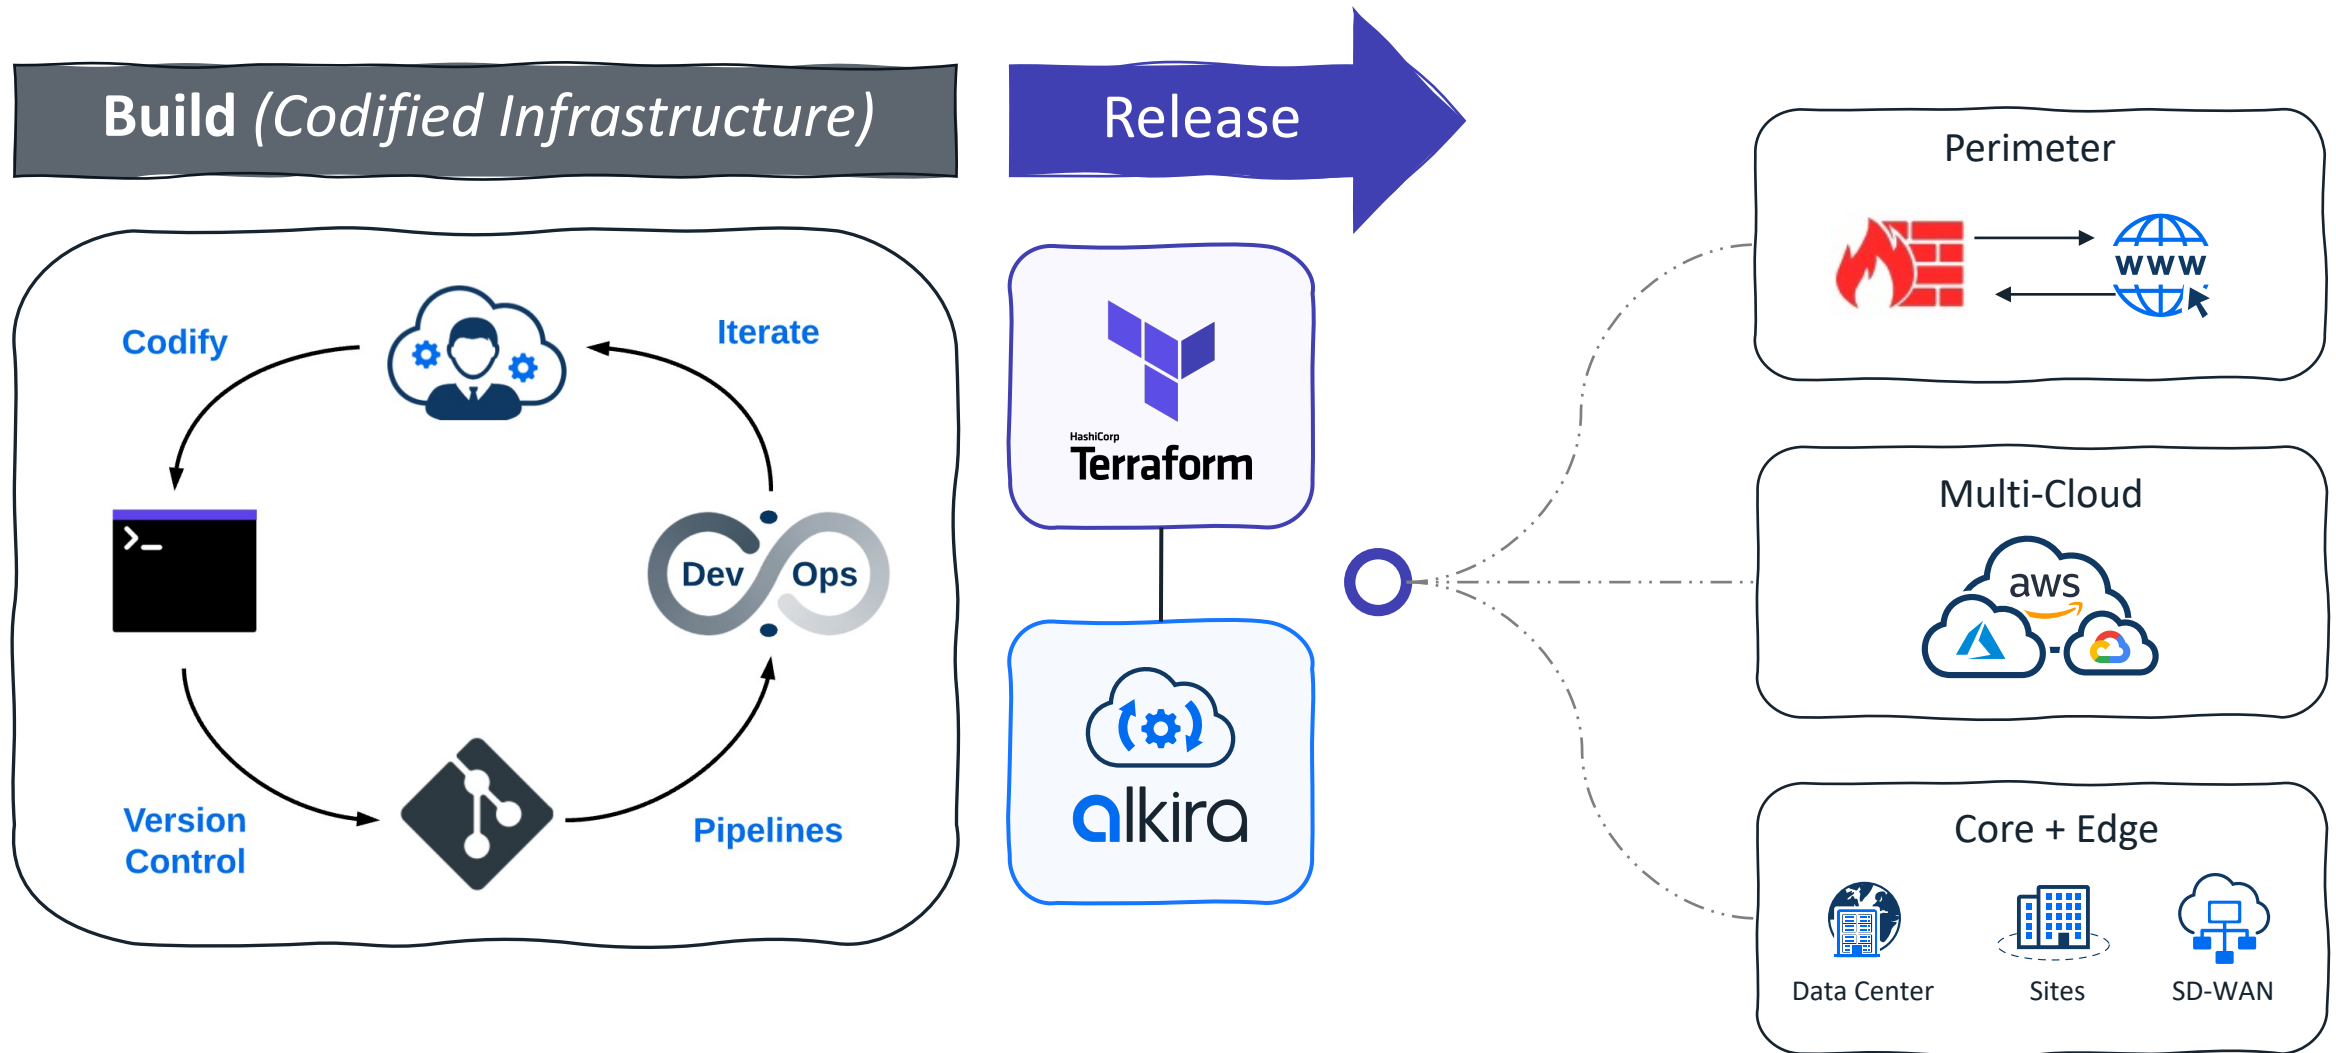 Build (Codified Infrastructure)
Release
Codify
Iterate
>_
Dev Ops
Version
Control
Pipelines
HashiCorp
Terraform
alkira
Perimeter
WWW
Multi-Cloud
aws
Core + Edge
Data Center
Sites
SD-WAN